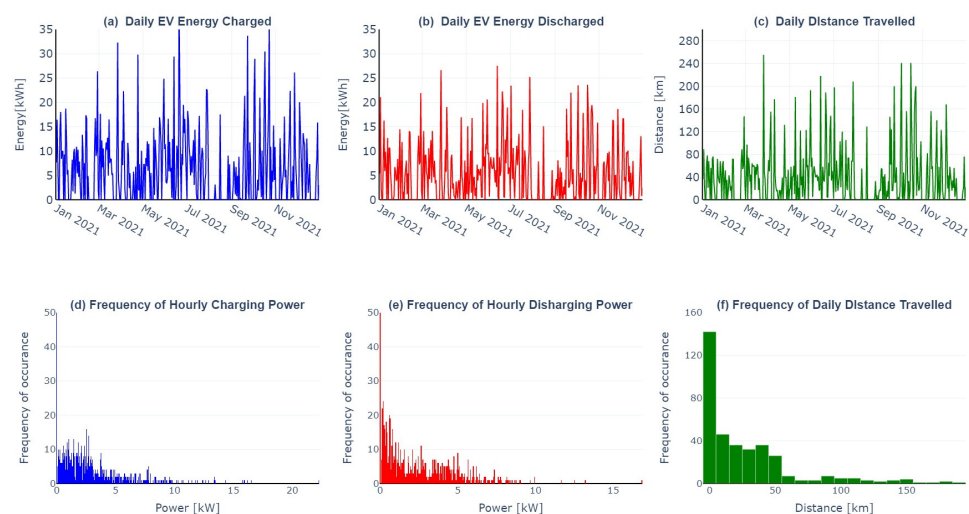 (a)  Daily EV Energy Charged
(b)  Daily EV Energy Discharged
(c)  Daily DIstance Travelled
Energy[kWh]
35
30
25
20
15
10
5
0
Jan 2021
Mar 2021
May 2021
Jul 2021
Sep 2021
Nov 2021
Energy[kWh]
35
30
25
20
15
10
5
0
Jan 2021
Mar 2021
May 2021
Jul 2021
Sep 2021
Nov 2021
Distance [km]
280
240
200
160
120
80
40
0
Jan 2021
Mar 2021
May 2021
Jul 2021
Sep 2021
Nov 2021
(d) Frequency of Hourly Charging Power
(e) Frequency of Hourly Disharging Power
(f) Frequency of Daily DIstance Travelled
Frequency of occurance
50
40
30
20
10
0
0 5 10 15 20
Power [kW]
Frequency of occurance
50
40
30
20
10
0
0 5 10 15
Power [kW]
Frequency of occurance
160
120
80
40
0
0 50 100 150
Distance [km]